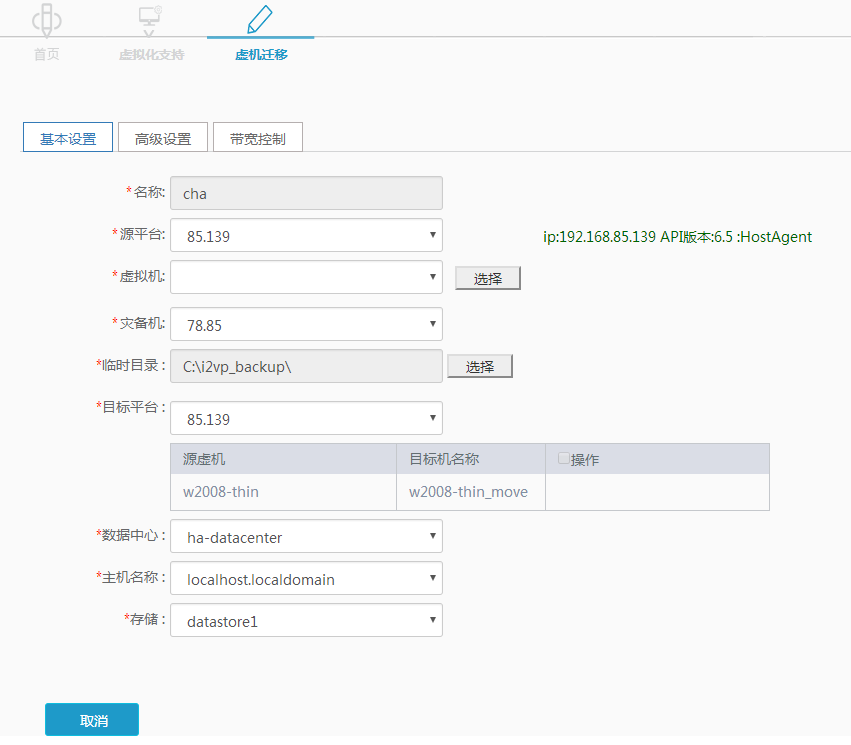 首页
虚拟化支持
虚机迁移
基本设置
高级设置
带宽控制
*名称: cha
*源平台: 85.139 ip:192.168.85.139 API版本:6.5 :HostAgent
*虚拟机: 选择
*灾备机: 78.85
*临时目录 : C:\i2vp_backup\ 选择
*目标平台 : 85.139
源虚机 目标机名称 操作
w2008-thin w2008-thin_move
*数据中心 : ha-datacenter
*主机名称 : localhost.localdomain
*存储 : datastore1
取消